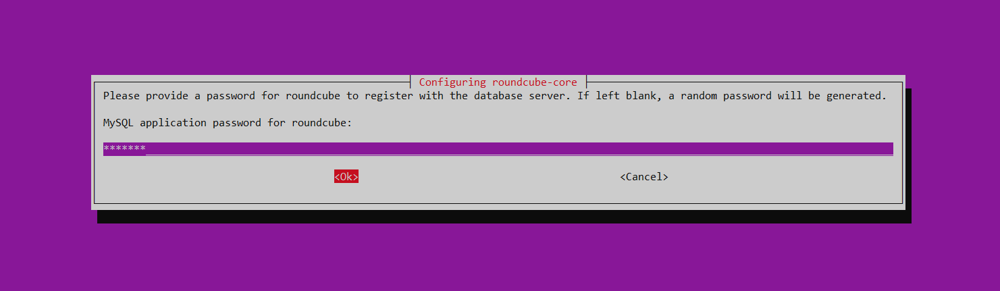 Configuring roundcube-core
Please provide a password for roundcube to register with the database server. If left blank, a random password will be generated.
MySQL application password for roundcube:
*******
<Ok> <Cancel>